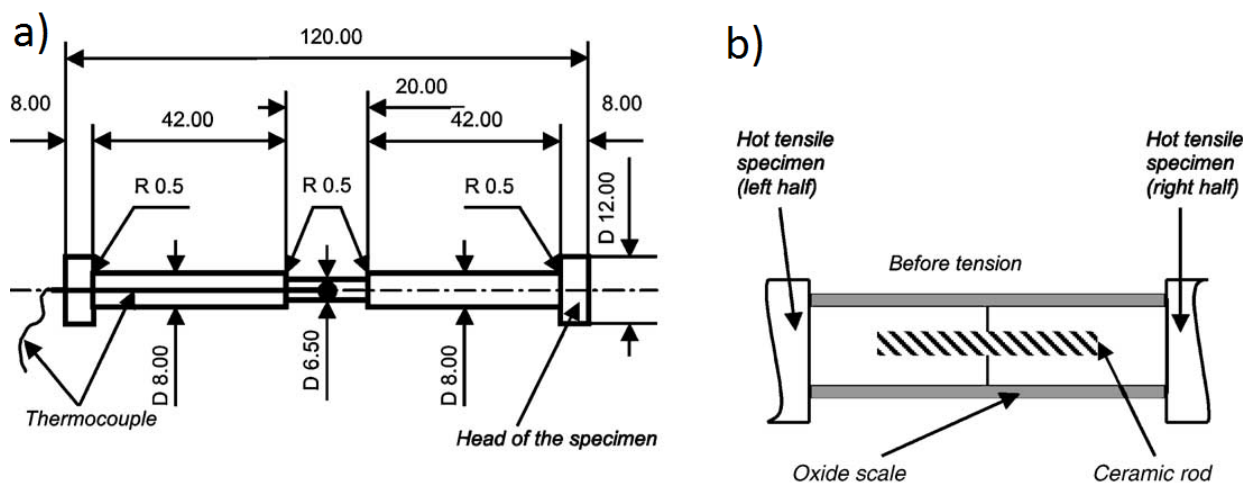 a)
120.00
8.00
20.00
8.00
42.00
42.00
R 0.5
R 0.5
D 12.00
D 8.00
D 6.50
D 8.00
Thermocouple
Head of the specimen
b)
Hot tensile
specimen
(left half)
Hot tensile
specimen
(right half)
Before tension
Oxide scale
Ceramic rod